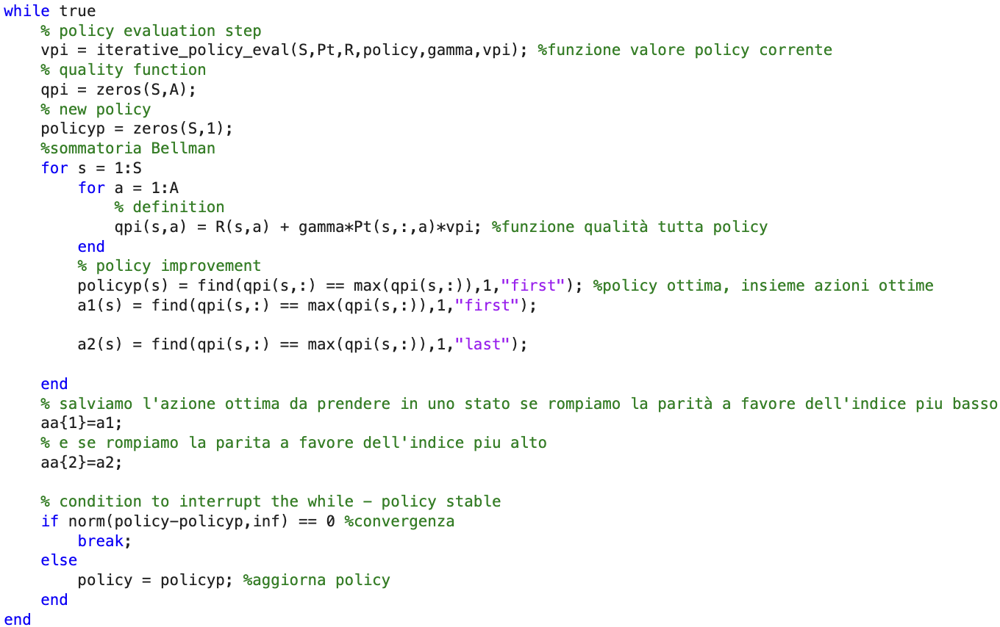 while true
    % policy evaluation step
    vpi = iterative_policy_eval(S,Pt,R,policy,gamma,vpi); %funzione valore policy corrente
    % quality function
    qpi = zeros(S,A);
    % new policy
    policyp = zeros(S,1);
    %sommatoria Bellman
    for s = 1:S
        for a = 1:A
            % definition
            qpi(s,a) = R(s,a) + gamma*Pt(s,:,a)*vpi; %funzione qualità tutta policy
        end
        % policy improvement
        policyp(s) = find(qpi(s,:) == max(qpi(s,:)),1,"first"); %policy ottima, insieme azioni ottime
        a1(s) = find(qpi(s,:) == max(qpi(s,:)),1,"first");
        a2(s) = find(qpi(s,:) == max(qpi(s,:)),1,"last");
    end
    % salviamo l'azione ottima da prendere in uno stato se rompiamo la parità a favore dell'indice piu basso
    aa{1}=a1;
    % e se rompiamo la parita a favore dell'indice piu alto
    aa{2}=a2;
    % condition to interrupt the while – policy stable
    if norm(policy-policyp,inf) == 0 %convergenza
        break;
    else
        policy = policyp; %aggiorna policy
    end
end